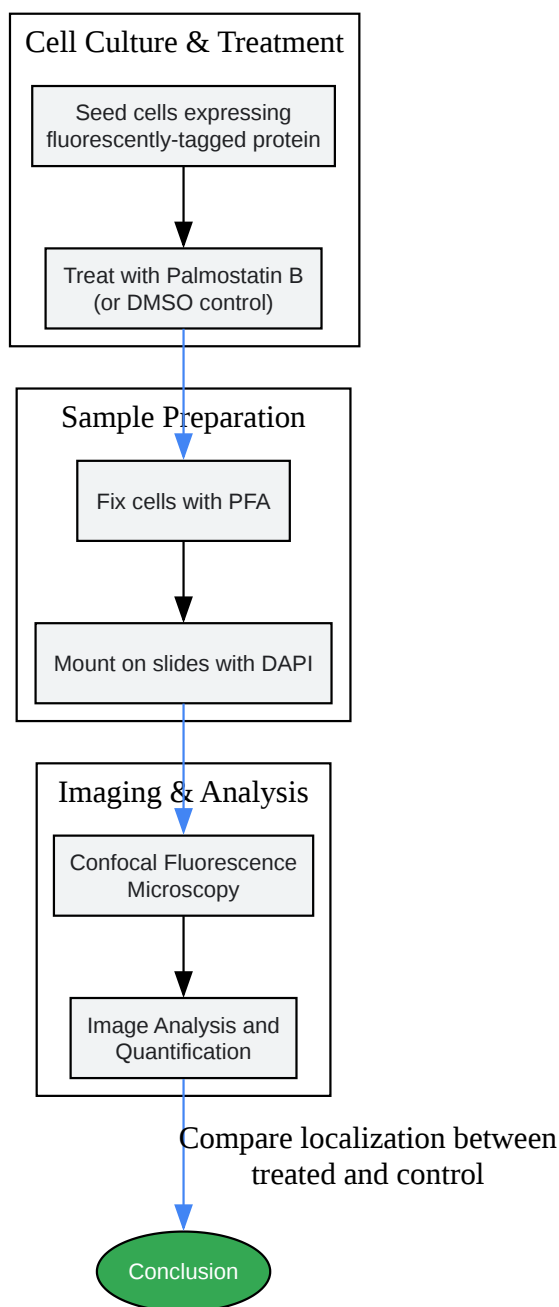 Cell Culture & Treatment
Seed cells expressing
fluorescently-tagged protein
Treat with Palmostatin B
(or DMSO control)
Sample Preparation
Fix cells with PFA
Mount on slides with DAPI
Imaging & Analysis
Confocal Fluorescence
Microscopy
Image Analysis and
Quantification
Compare localization between
treated and control
Conclusion